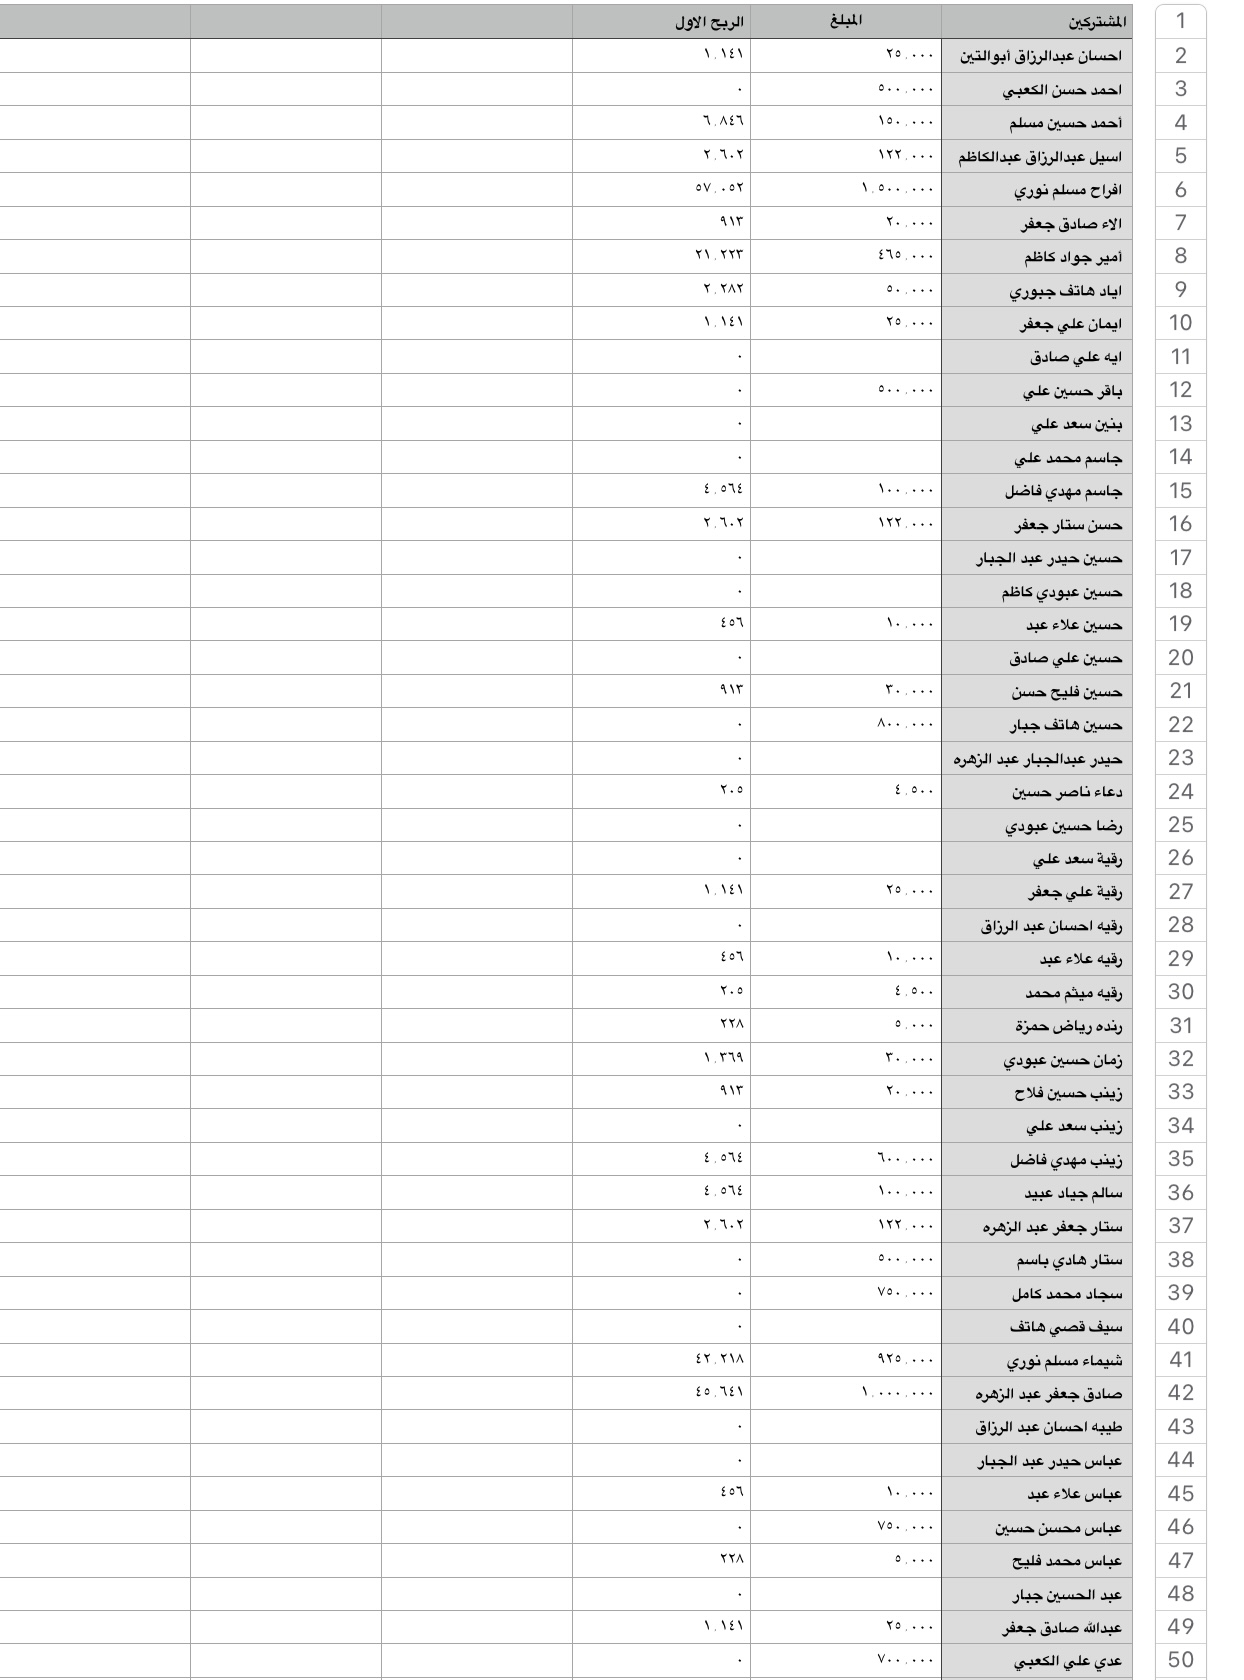 1 المشتركين المبلغ الربح الاول
2 احسان عبدالرزاق أبوالتين ٢٥.٠٠٠ ١.١٤١
3 احمد حسن الكعبي ٥٠٠.٠٠٠ ٠
4 أحمد حسين مسلم ١٥٠.٠٠٠ ٦.٨٤٦
5 اسيل عبدالرزاق عبدالكاظم ١٢٢.٠٠٠ ٢.٦٠٢
6 افراح مسلم نوري ١.٥٠٠.٠٠٠ ٥٧.٠٥٢
7 الاء صادق جعفر ٢٠.٠٠٠ ٩١٣
8 أمير جواد كاظم ٤٦٥.٠٠٠ ٢١.٢٢٣
9 اياد هاتف جبوري ٥٠.٠٠٠ ٢.٢٨٢
10 ايمان علي جعفر ٢٥.٠٠٠ ١.١٤١
11 ايه علي صادق ٠
12 باقر حسين علي ٥٠٠.٠٠٠ ٠
13 بنين سعد علي ٠
14 جاسم محمد علي ٠
15 جاسم مهدي فاضل ١٠٠.٠٠٠ ٤.٥٦٤
16 حسن ستار جعفر ١٢٢.٠٠٠ ٢.٦٠٢
17 حسين حيدر عبد الجبار ٠
18 حسين عبودي كاظم ٠
19 حسين علاء عبد ١٠.٠٠٠ ٤٥٦
20 حسين علي صادق ٠
21 حسين فليح حسن ٣٠.٠٠٠ ٩١٣
22 حسين هاتف جبار ٨٠٠.٠٠٠ ٠
23 حيدر عبدالجبار عبد الزهره ٠
24 دعاء ناصر حسين ٤.٥٠٠ ٢٠٥
25 رضا حسين عبودي ٠
26 رقية سعد علي ٠
27 رقية علي جعفر ٢٥.٠٠٠ ١.١٤١
28 رقيه احسان عبد الرزاق ٠
29 رقيه علاء عبد ١٠.٠٠٠ ٤٥٦
30 رقيه ميثم محمد ٤.٥٠٠ ٢٠٥
31 رنده رياض حمزة ٥.٠٠٠ ٢٢٨
32 زمان حسين عبودي ٣٠.٠٠٠ ١.٣٦٩
33 زينب حسين فلاح ٢٠.٠٠٠ ٩١٣
34 زينب سعد علي ٠
35 زينب مهدي فاضل ٦٠٠.٠٠٠ ٤.٥٦٤
36 سالم جياد عبيد ١٠٠.٠٠٠ ٤.٥٦٤
37 ستار جعفر عبد الزهره ١٢٢.٠٠٠ ٢.٦٠٢
38 ستار هادي باسم ٥٠٠.٠٠٠ ٠
39 سجاد محمد كامل ٧٥٠.٠٠٠ ٠
40 سيف قصي هاتف ٠
41 شيماء مسلم نوري ٩٢٥.٠٠٠ ٤٢.٢١٨
42 صادق جعفر عبد الزهره ١.٠٠٠.٠٠٠ ٤٥.٦٤١
43 طيبه احسان عبد الرزاق ٠
44 عباس حيدر عبد الجبار ٠
45 عباس علاء عبد ١٠.٠٠٠ ٤٥٦
46 عباس محسن حسين ٧٥٠.٠٠٠ ٠
47 عباس محمد فليح ٥.٠٠٠ ٢٢٨
48 عبد الحسين جبار ٠
49 عبدالله صادق جعفر ٢٥.٠٠٠ ١.١٤١
50 عدي علي الكعبي ٧٠٠.٠٠٠ ٠